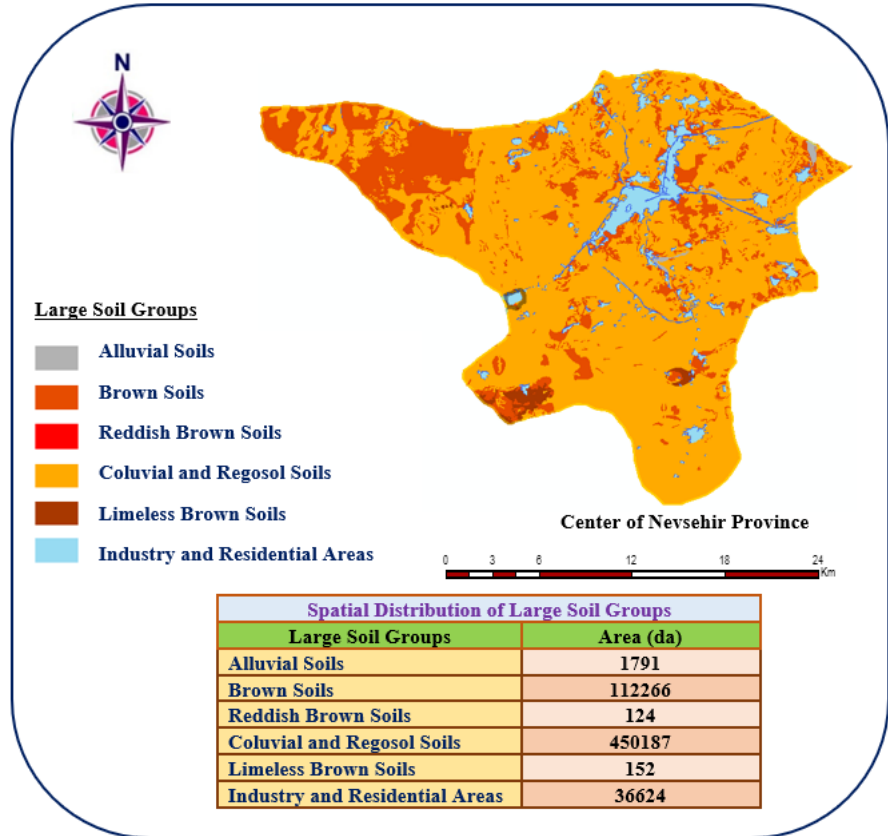 N
Large Soil Groups
Alluvial Soils
Brown Soils
Reddish Brown Soils
Coluvial and Regosol Soils
Limeless Brown Soils
Industry and Residential Areas
Center of Nevsehir Province
0 3 6 12 18 24
Km
Spatial Distribution of Large Soil Groups
Large Soil Groups Area (da)
Alluvial Soils 1791
Brown Soils 112266
Reddish Brown Soils 124
Coluvial and Regosol Soils 450187
Limeless Brown Soils 152
Industry and Residential Areas 36624